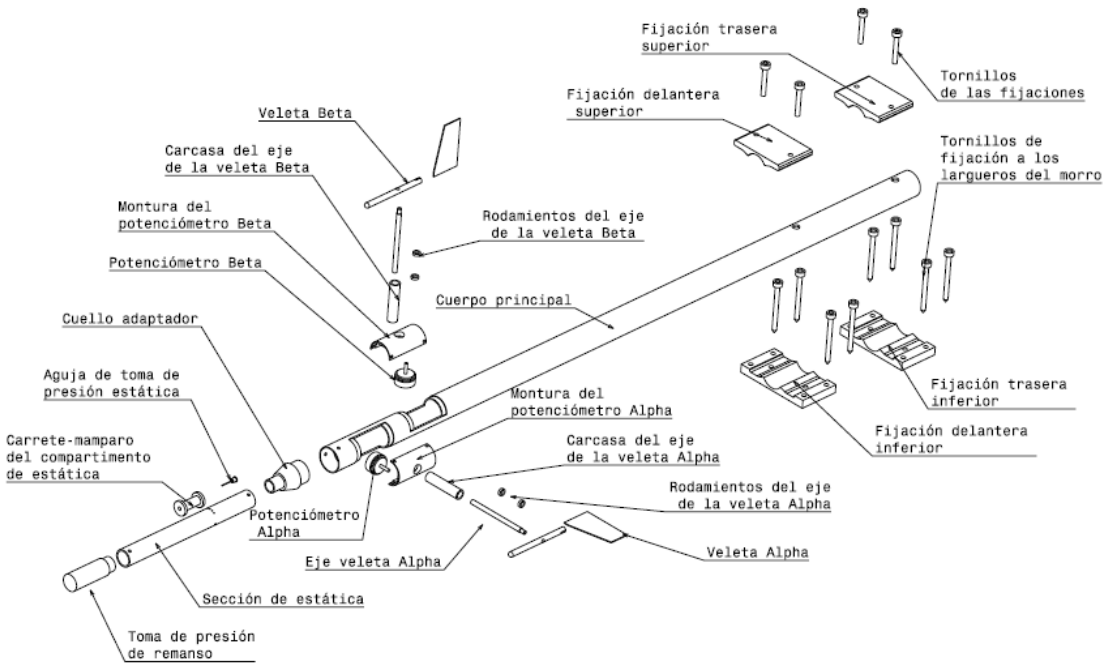 Fijación trasera
superior
Tornillos
de las fijaciones
Fijación delantera
superior
Veleta Beta
Tornillos de
fijación a los
largueros del morro
Carcasa del eje
de la veleta Beta
Montura del
potenciómetro Beta
Rodamientos del eje
de la veleta Beta
Potenciómetro Beta
Cuerpo principal
Cuello adaptador
Aguja de toma de
presión estática
Montura del
potenciómetro Alpha
Fijación trasera
inferior
Fijación delantera
inferior
Carrete-mamparo
del compartimento
de estática
Carcasa del eje
de la veleta Alpha
Rodamientos del eje
de la veleta Alpha
Potenciómetro
Alpha
Eje veleta Alpha
Veleta Alpha
Sección de estática
Toma de presión
de remanso